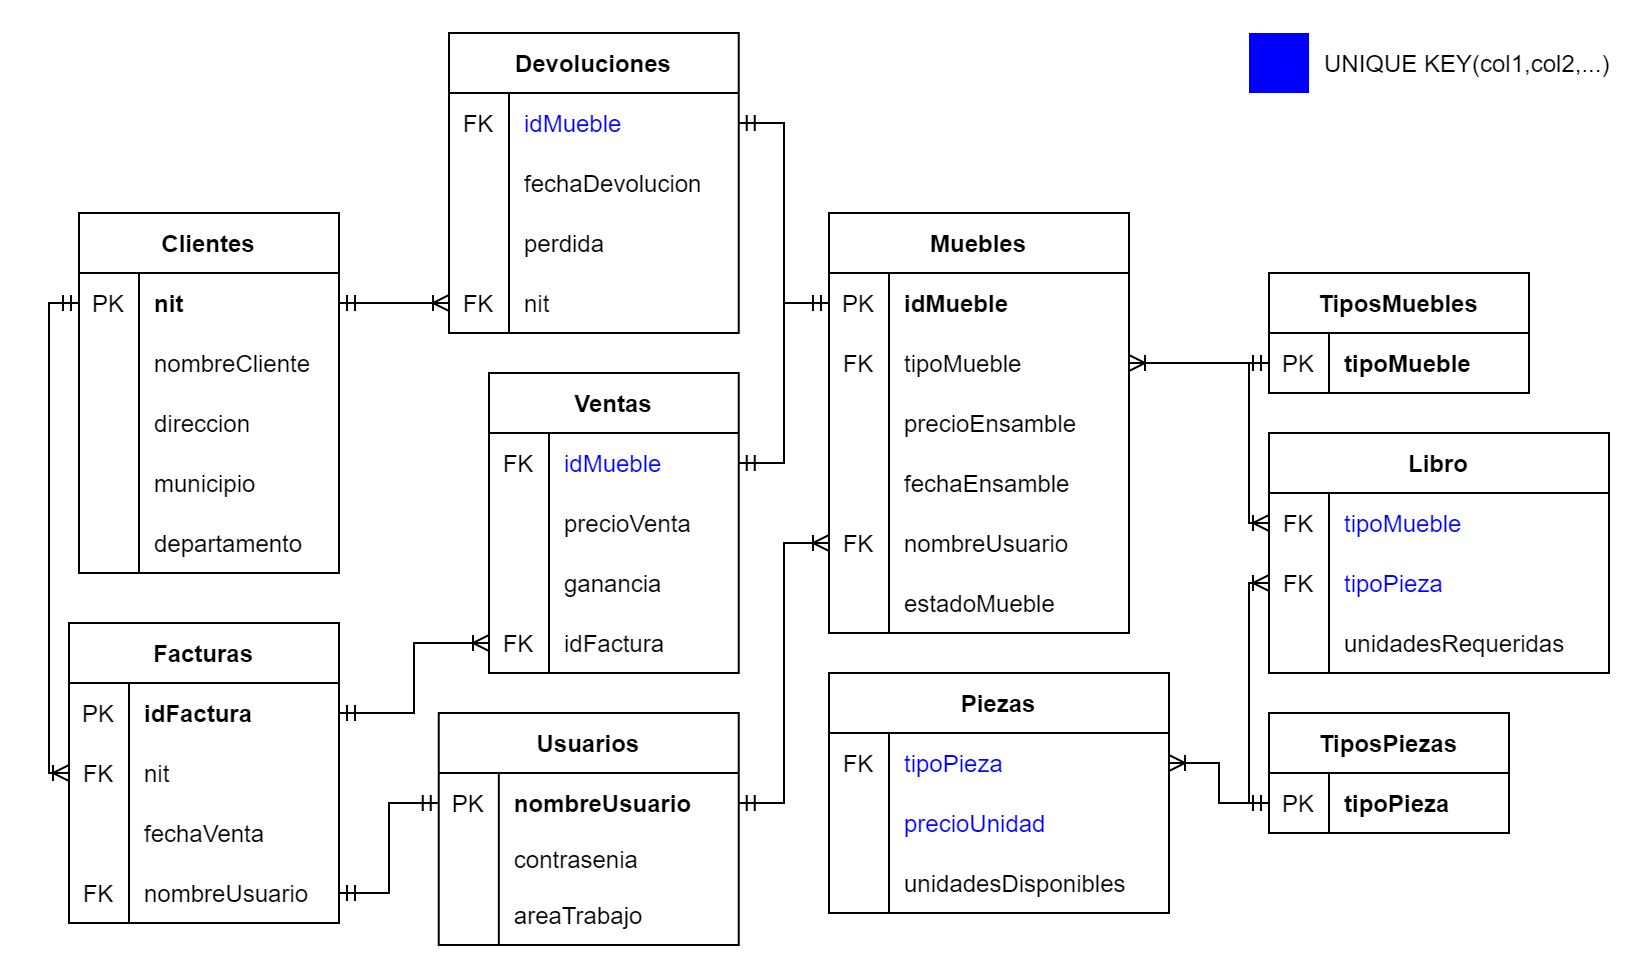 UNIQUE KEY(col1,col2,...)
Devoluciones
FK idMueble
fechaDevolucion
perdida
FK nit
Clientes
PK nit
nombreCliente
direccion
municipio
departamento
Ventas
FK idMueble
precioVenta
ganancia
FK idFactura
Facturas
PK idFactura
FK nit
fechaVenta
FK nombreUsuario
Usuarios
PK nombreUsuario
contrasenia
areaTrabajo
Muebles
PK idMueble
FK tipoMueble
precioEnsamble
fechaEnsamble
FK nombreUsuario
estadoMueble
Piezas
FK tipoPieza
precioUnidad
unidadesDisponibles
TiposMuebles
PK tipoMueble
Libro
FK tipoMueble
FK tipoPieza
unidadesRequeridas
TiposPiezas
PK tipoPieza